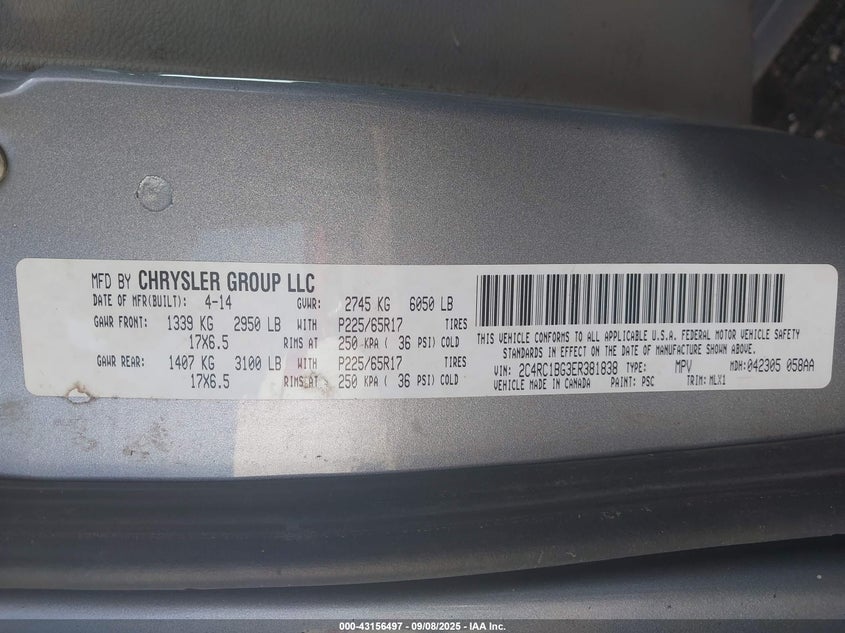 MFD BY CHRYSLER GROUP LLC
DATE OF MFR(BUILT): 4-14 GVWR: 2745 KG 6050 LB
GAWR FRONT: 1339 KG 2950 LB WITH P225/65R17 TIRES
17X6.5 RIMS AT 250 KPA ( 36 PSI) COLD
GAWR REAR: 1407 KG 3100 LB WITH P225/65R17 TIRES
17X6.5 RIMS AT 250 KPA ( 36 PSI) COLD
THIS VEHICLE CONFORMS TO ALL APPLICABLE U.S.A. FEDERAL MOTOR VEHICLE SAFETY
STANDARDS IN EFFECT ON THE DATE OF MANUFACTURE SHOWN ABOVE.
VIN: 2C4RC1BG3ER381838 TYPE: MPV MDH:042305 058AA
VEHICLE MADE IN CANADA PAINT: PSC TRIM: MLX1
000-43156497 - 09/08/2025 - IAA Inc.